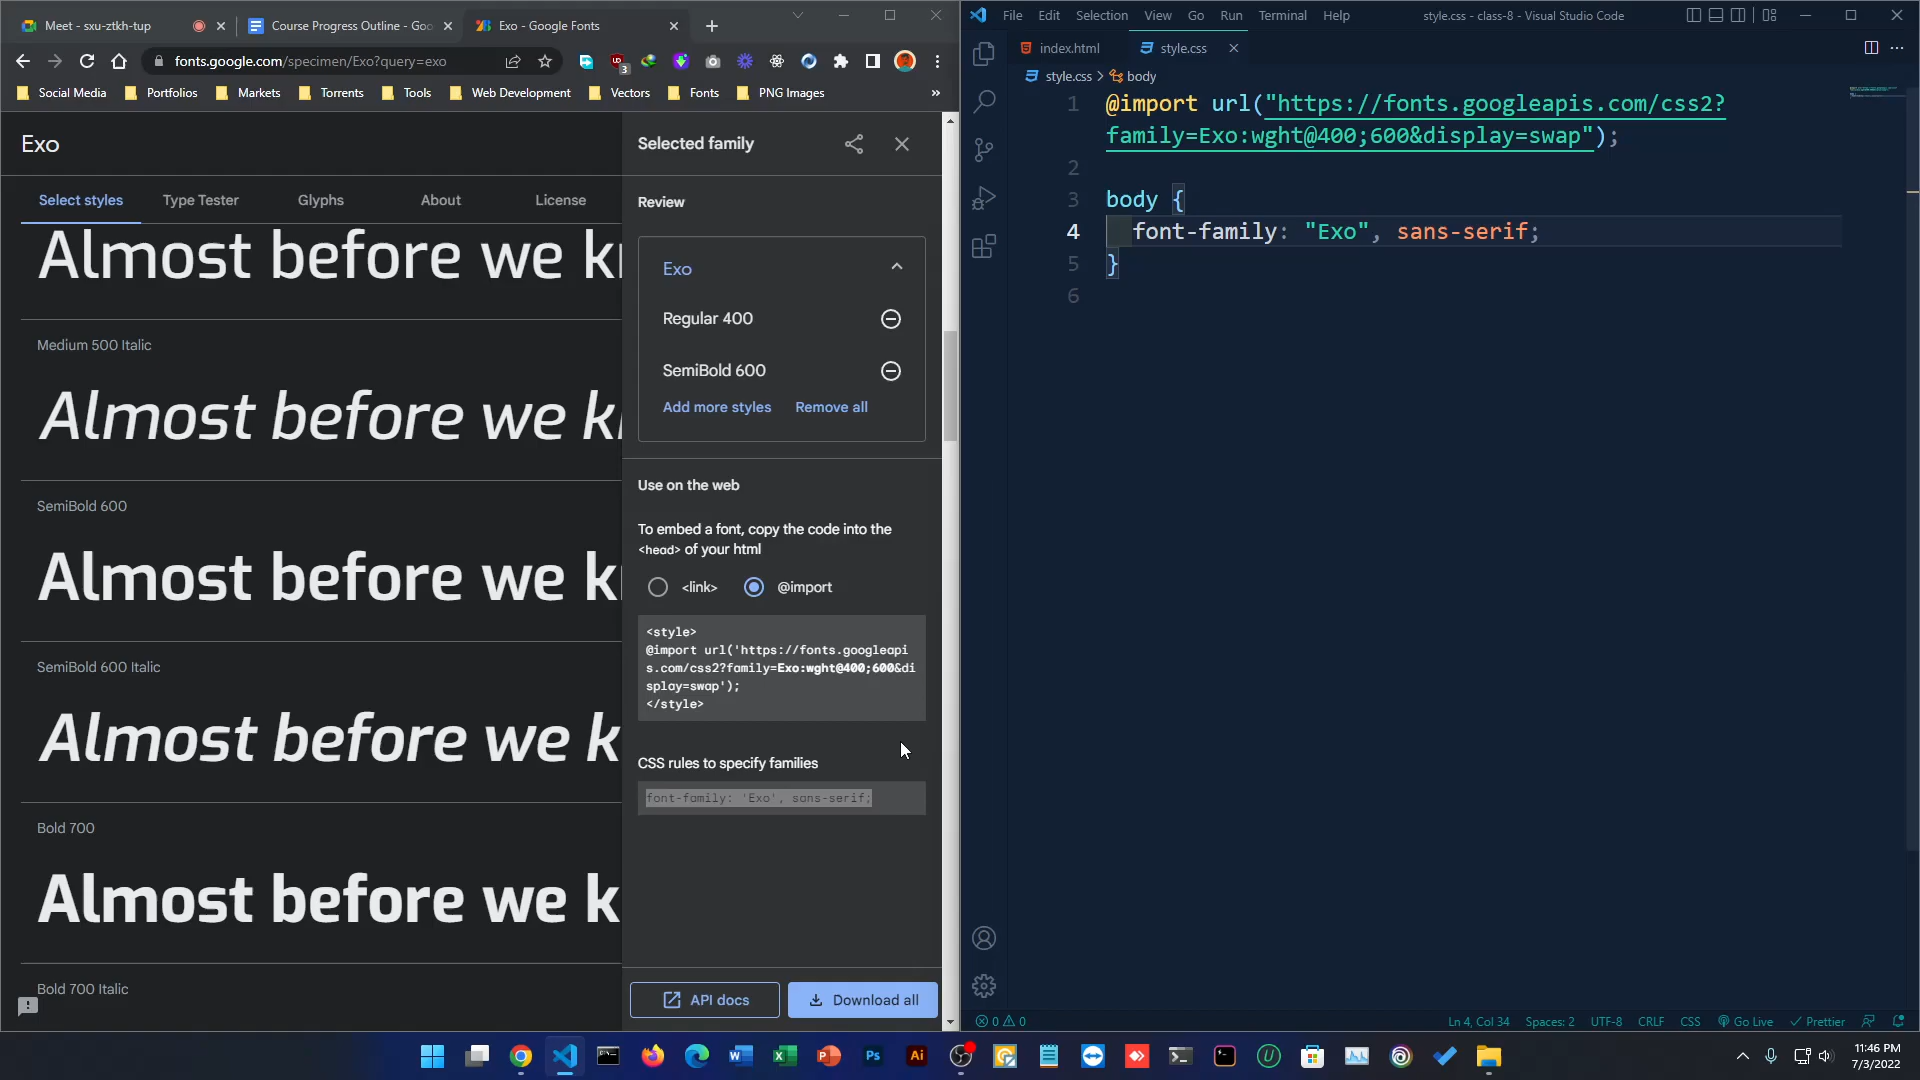 Meet - sxu-ztkh-tup
Course Progress Outline - Goo
Exo - Google Fonts
fonts.google.com/specimen/Exo?query=exo
3
Social Media
Portfolios
Markets
Torrents
Tools
Web Development
Vectors
Fonts
PNG Images
»
Exo
Select styles
Type Tester
Glyphs
About
License
Almost before we k
Medium 500 Italic
Almost before we k
SemiBold 600
Almost before we k
SemiBold 600 Italic
Almost before we k
Bold 700
Almost before we k
Bold 700 Italic
Selected family
Review
Exo
Regular 400
SemiBold 600
Add more styles
Remove all
Use on the web
To embed a font, copy the code into the
<head> of your html
<link>
@import
<style>
@import url('https://fonts.googleapi
s.com/css2?family=Exo:wght@400;600&di
splay=swap');
</style>
CSS rules to specify families
font-family: 'Exo', sans-serif;
API docs
Download all
File Edit Selection View Go Run Terminal Help
style.css - class-8 - Visual Studio Code
index.html
style.css
style.css > body
1 @import url("https://fonts.googleapis.com/css2?
family=Exo:wght@400;600&display=swap");
2
3 body {
4 font-family: "Exo", sans-serif;
5 }
6
0 0
Ln 4, Col 34
Spaces: 2
UTF-8
CRLF
CSS
Go Live
Prettier
11:46 PM
7/3/2022